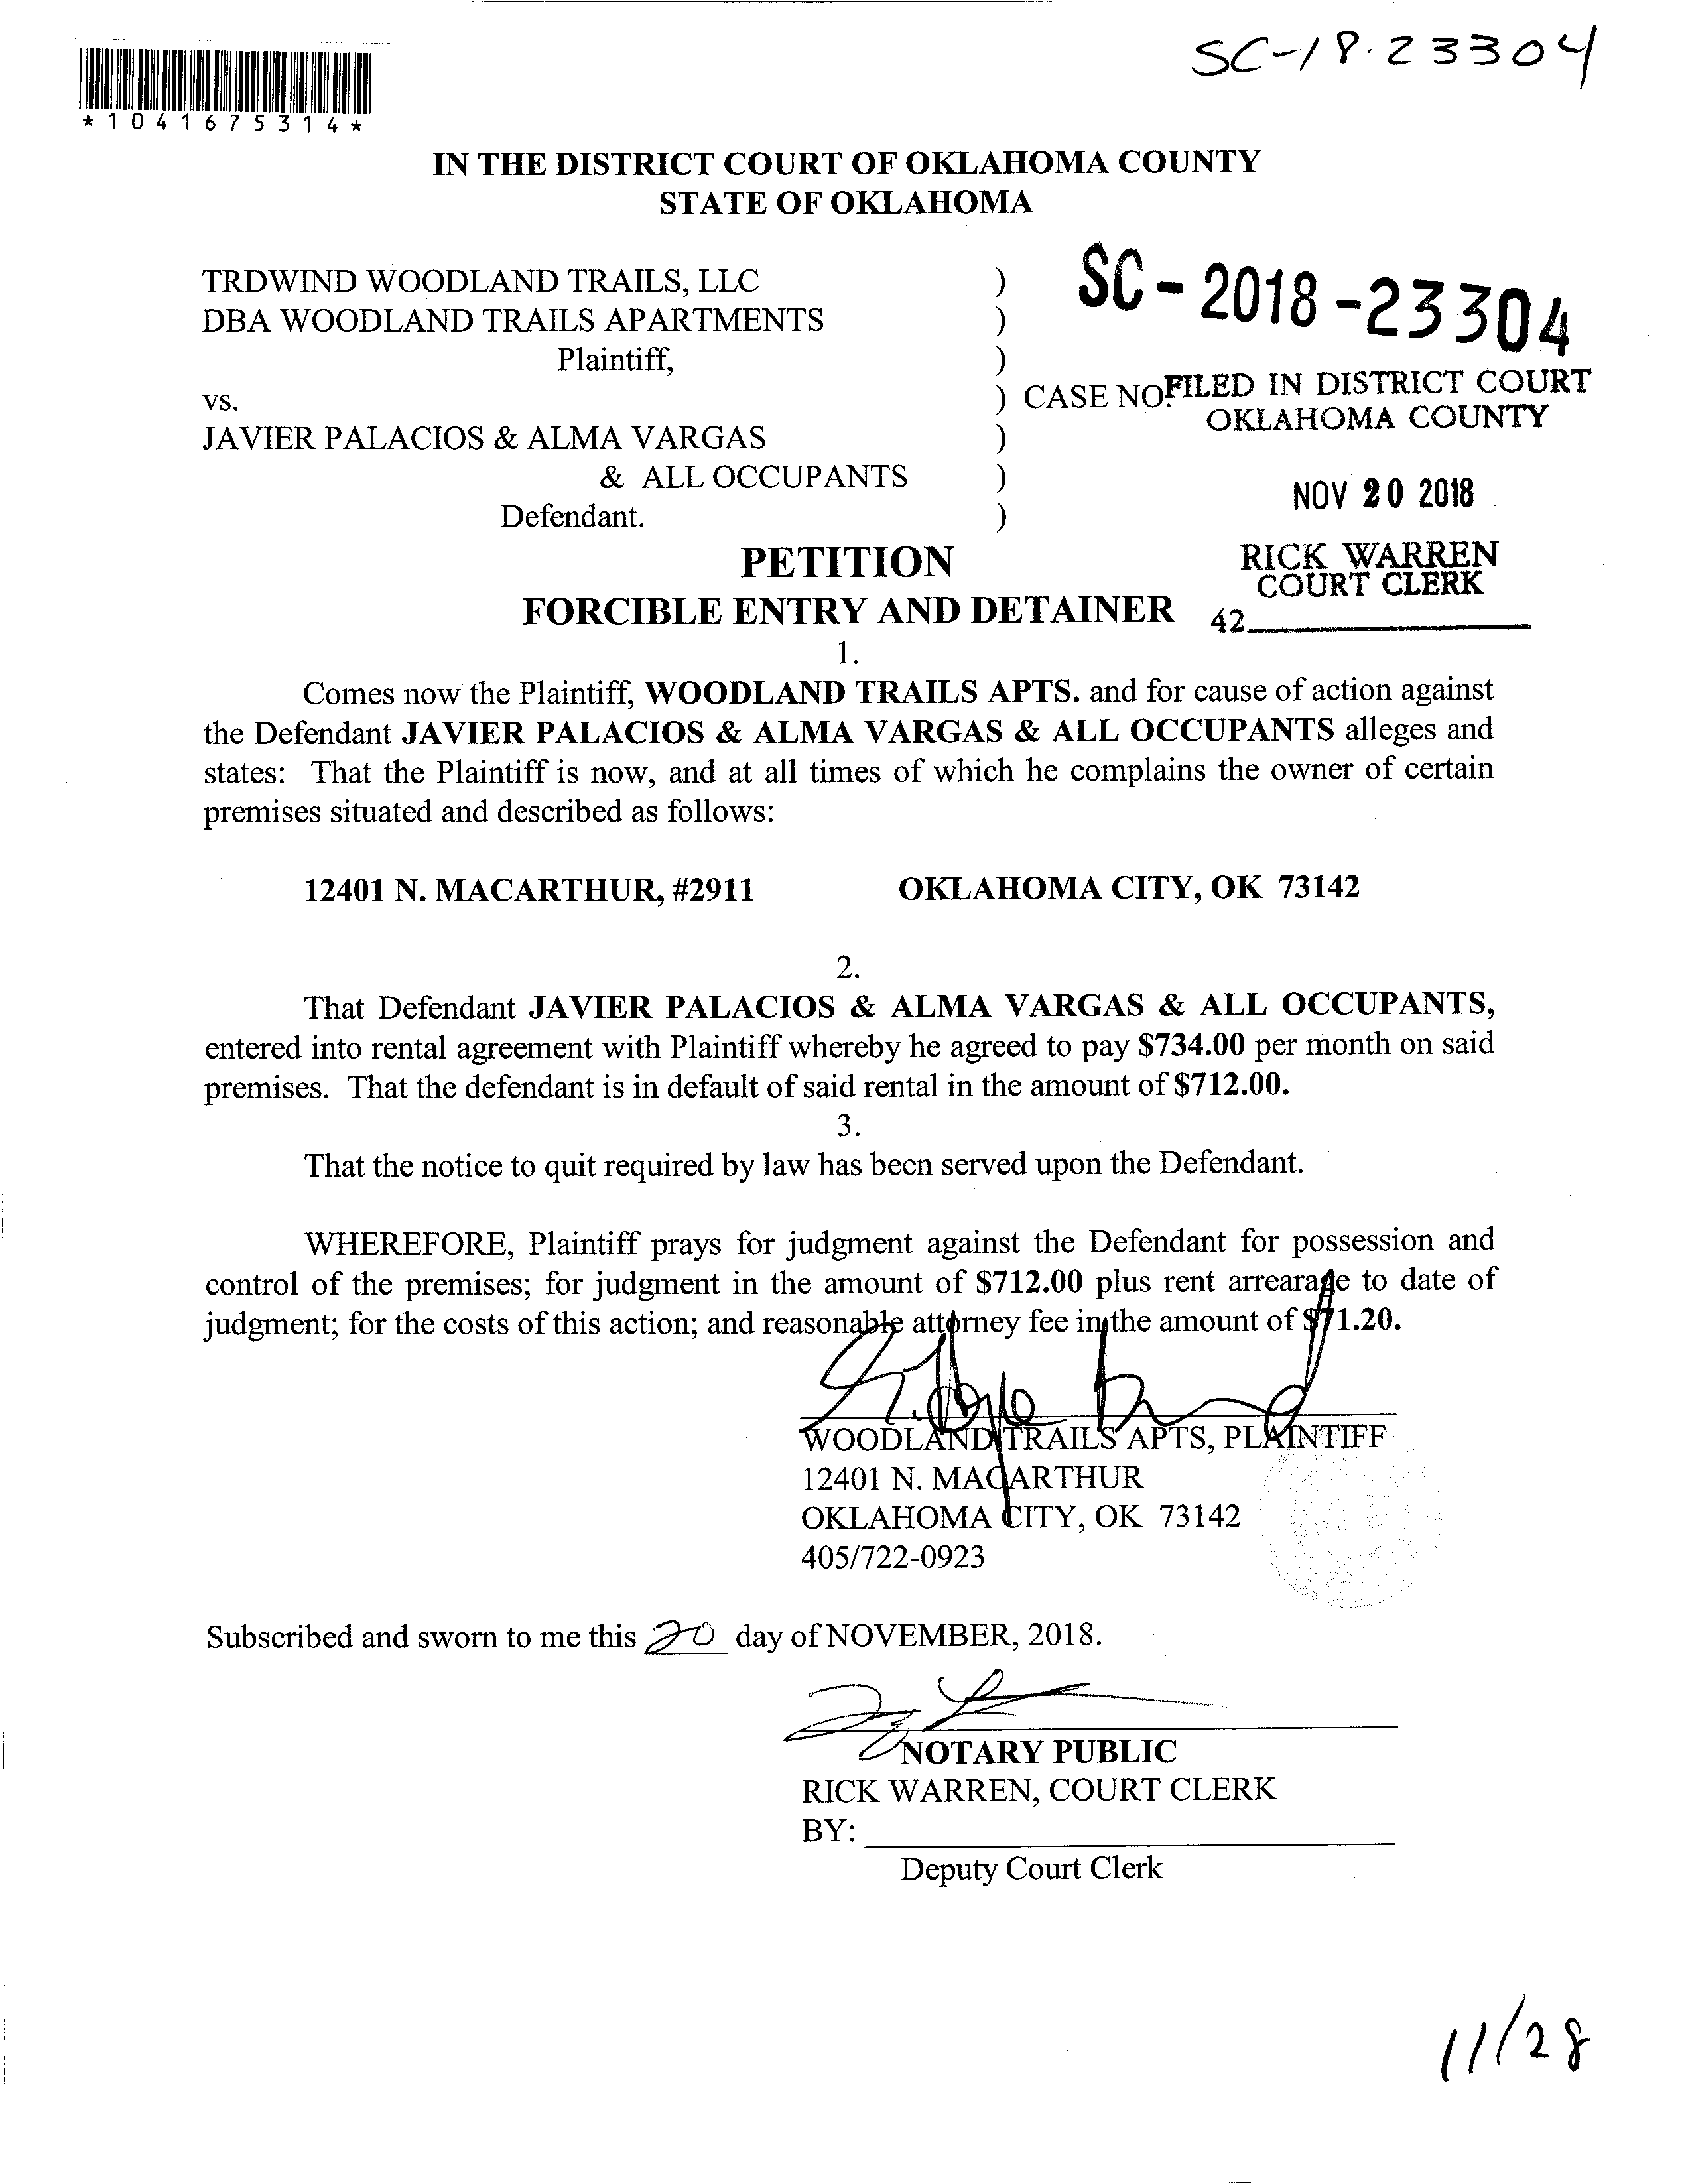 SC-18-23304
*1041675314*
IN THE DISTRICT COURT OF OKLAHOMA COUNTY
STATE OF OKLAHOMA
TRDWIND WOODLAND TRAILS, LLC )
DBA WOODLAND TRAILS APARTMENTS )
Plaintiff, )
vs. )
JAVIER PALACIOS & ALMA VARGAS )
& ALL OCCUPANTS )
Defendant. )
SC-2018-23304
CASE NO.
FILED IN DISTRICT COURT
OKLAHOMA COUNTY
NOV 20 2018
RICK WARREN
COURT CLERK
42
PETITION
FORCIBLE ENTRY AND DETAINER
1.
Comes now the Plaintiff, WOODLAND TRAILS APTS. and for cause of action against
the Defendant JAVIER PALACIOS & ALMA VARGAS & ALL OCCUPANTS alleges and
states: That the Plaintiff is now, and at all times of which he complains the owner of certain
premises situated and described as follows:
12401 N. MACARTHUR, #2911 OKLAHOMA CITY, OK 73142
2.
That Defendant JAVIER PALACIOS & ALMA VARGAS & ALL OCCUPANTS,
entered into rental agreement with Plaintiff whereby he agreed to pay $734.00 per month on said
premises. That the defendant is in default of said rental in the amount of $712.00.
3.
That the notice to quit required by law has been served upon the Defendant.
WHEREFORE, Plaintiff prays for judgment against the Defendant for possession and
control of the premises; for judgment in the amount of $712.00 plus rent arrearage to date of
judgment; for the costs of this action; and reasonable attorney fee in the amount of $71.20.
WOODLAND TRAILS APTS, PLAINTIFF
12401 N. MACARTHUR
OKLAHOMA CITY, OK 73142
405/722-0923
Subscribed and sworn to me this 20 day of NOVEMBER, 2018.
NOTARY PUBLIC
RICK WARREN, COURT CLERK
BY:
Deputy Court Clerk
11/28